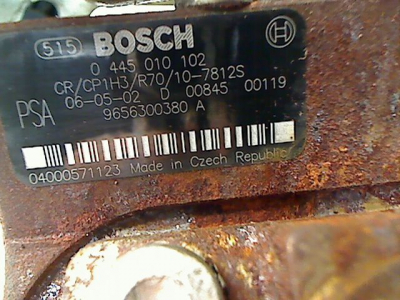 515 BOSCH
0 445 010 102
CR/CP1H3/R70/10-7812S
06-05-02 D 00845 00119
PSA 9656300380 A
04000571123 Made in Czech Republic